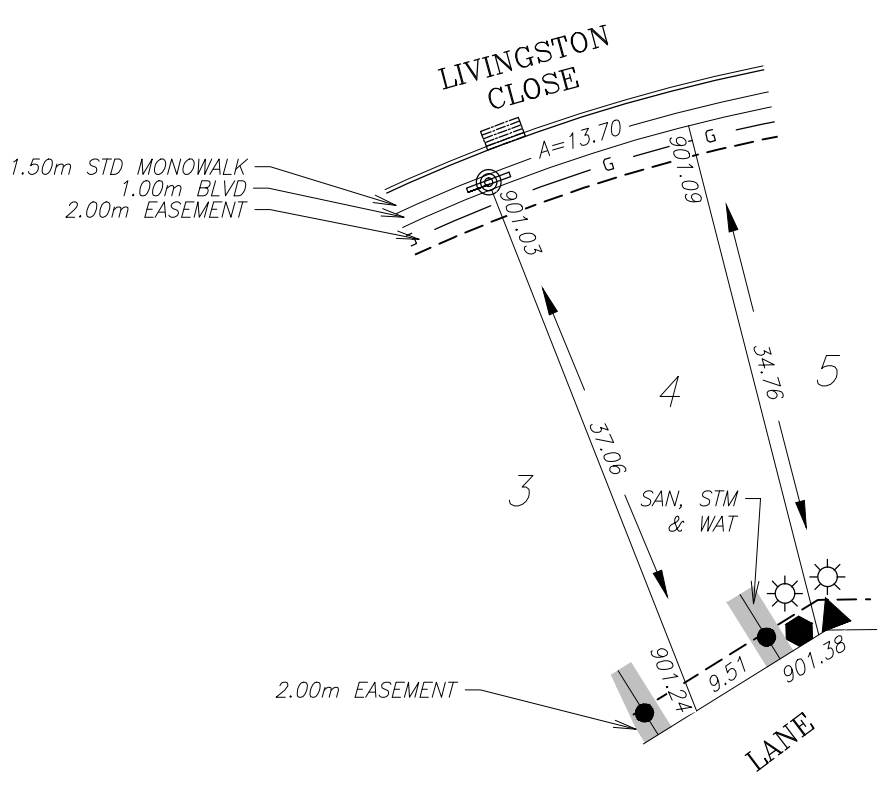 LIVINGSTON
CLOSE
A=13.70
G
G
1.50m STD MONOWALK
1.00m BLVD
2.00m EASEMENT
901.03
901.09
34.76
5
4
37.06
3
SAN, STM
& WAT
901.24
9.51
901.38
2.00m EASEMENT
LANE